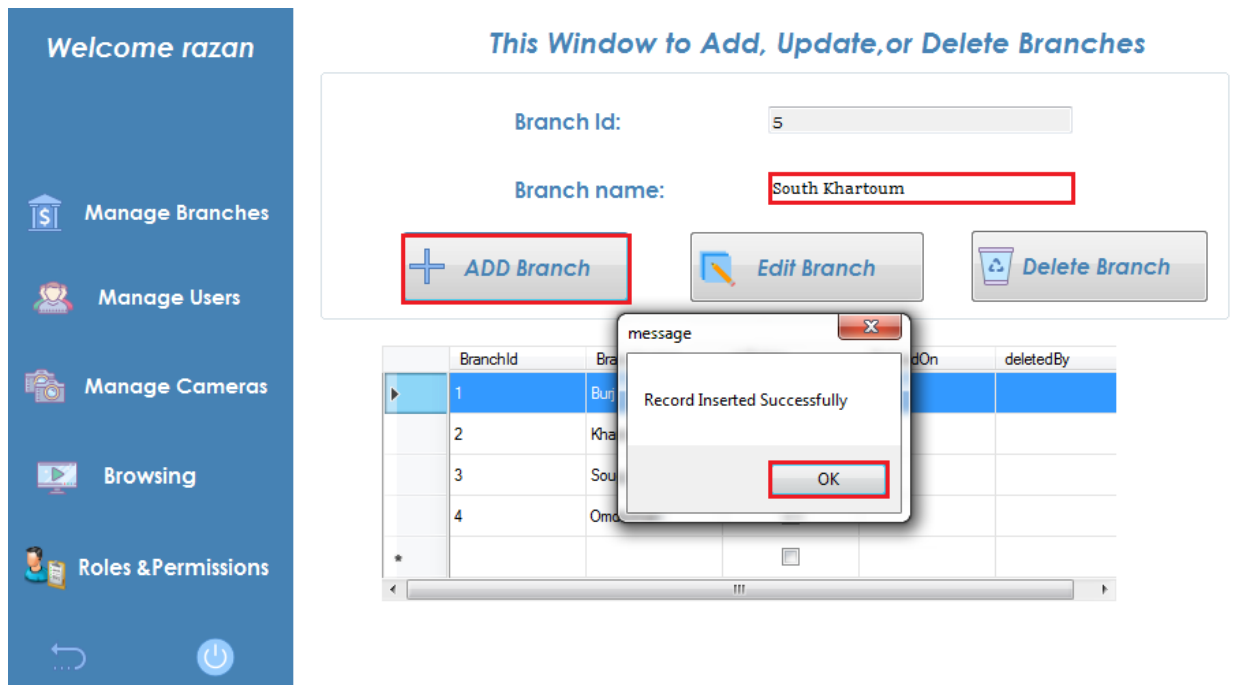 Welcome razan
Manage Branches
Manage Users
Manage Cameras
Browsing
Roles &Permissions
This Window to Add, Update,or Delete Branches
Branch Id:
5
Branch name:
South Khartoum
ADD Branch
Edit Branch
Delete Branch
message
Record Inserted Successfully
OK
BranchId deletedBy
1
2
3
4